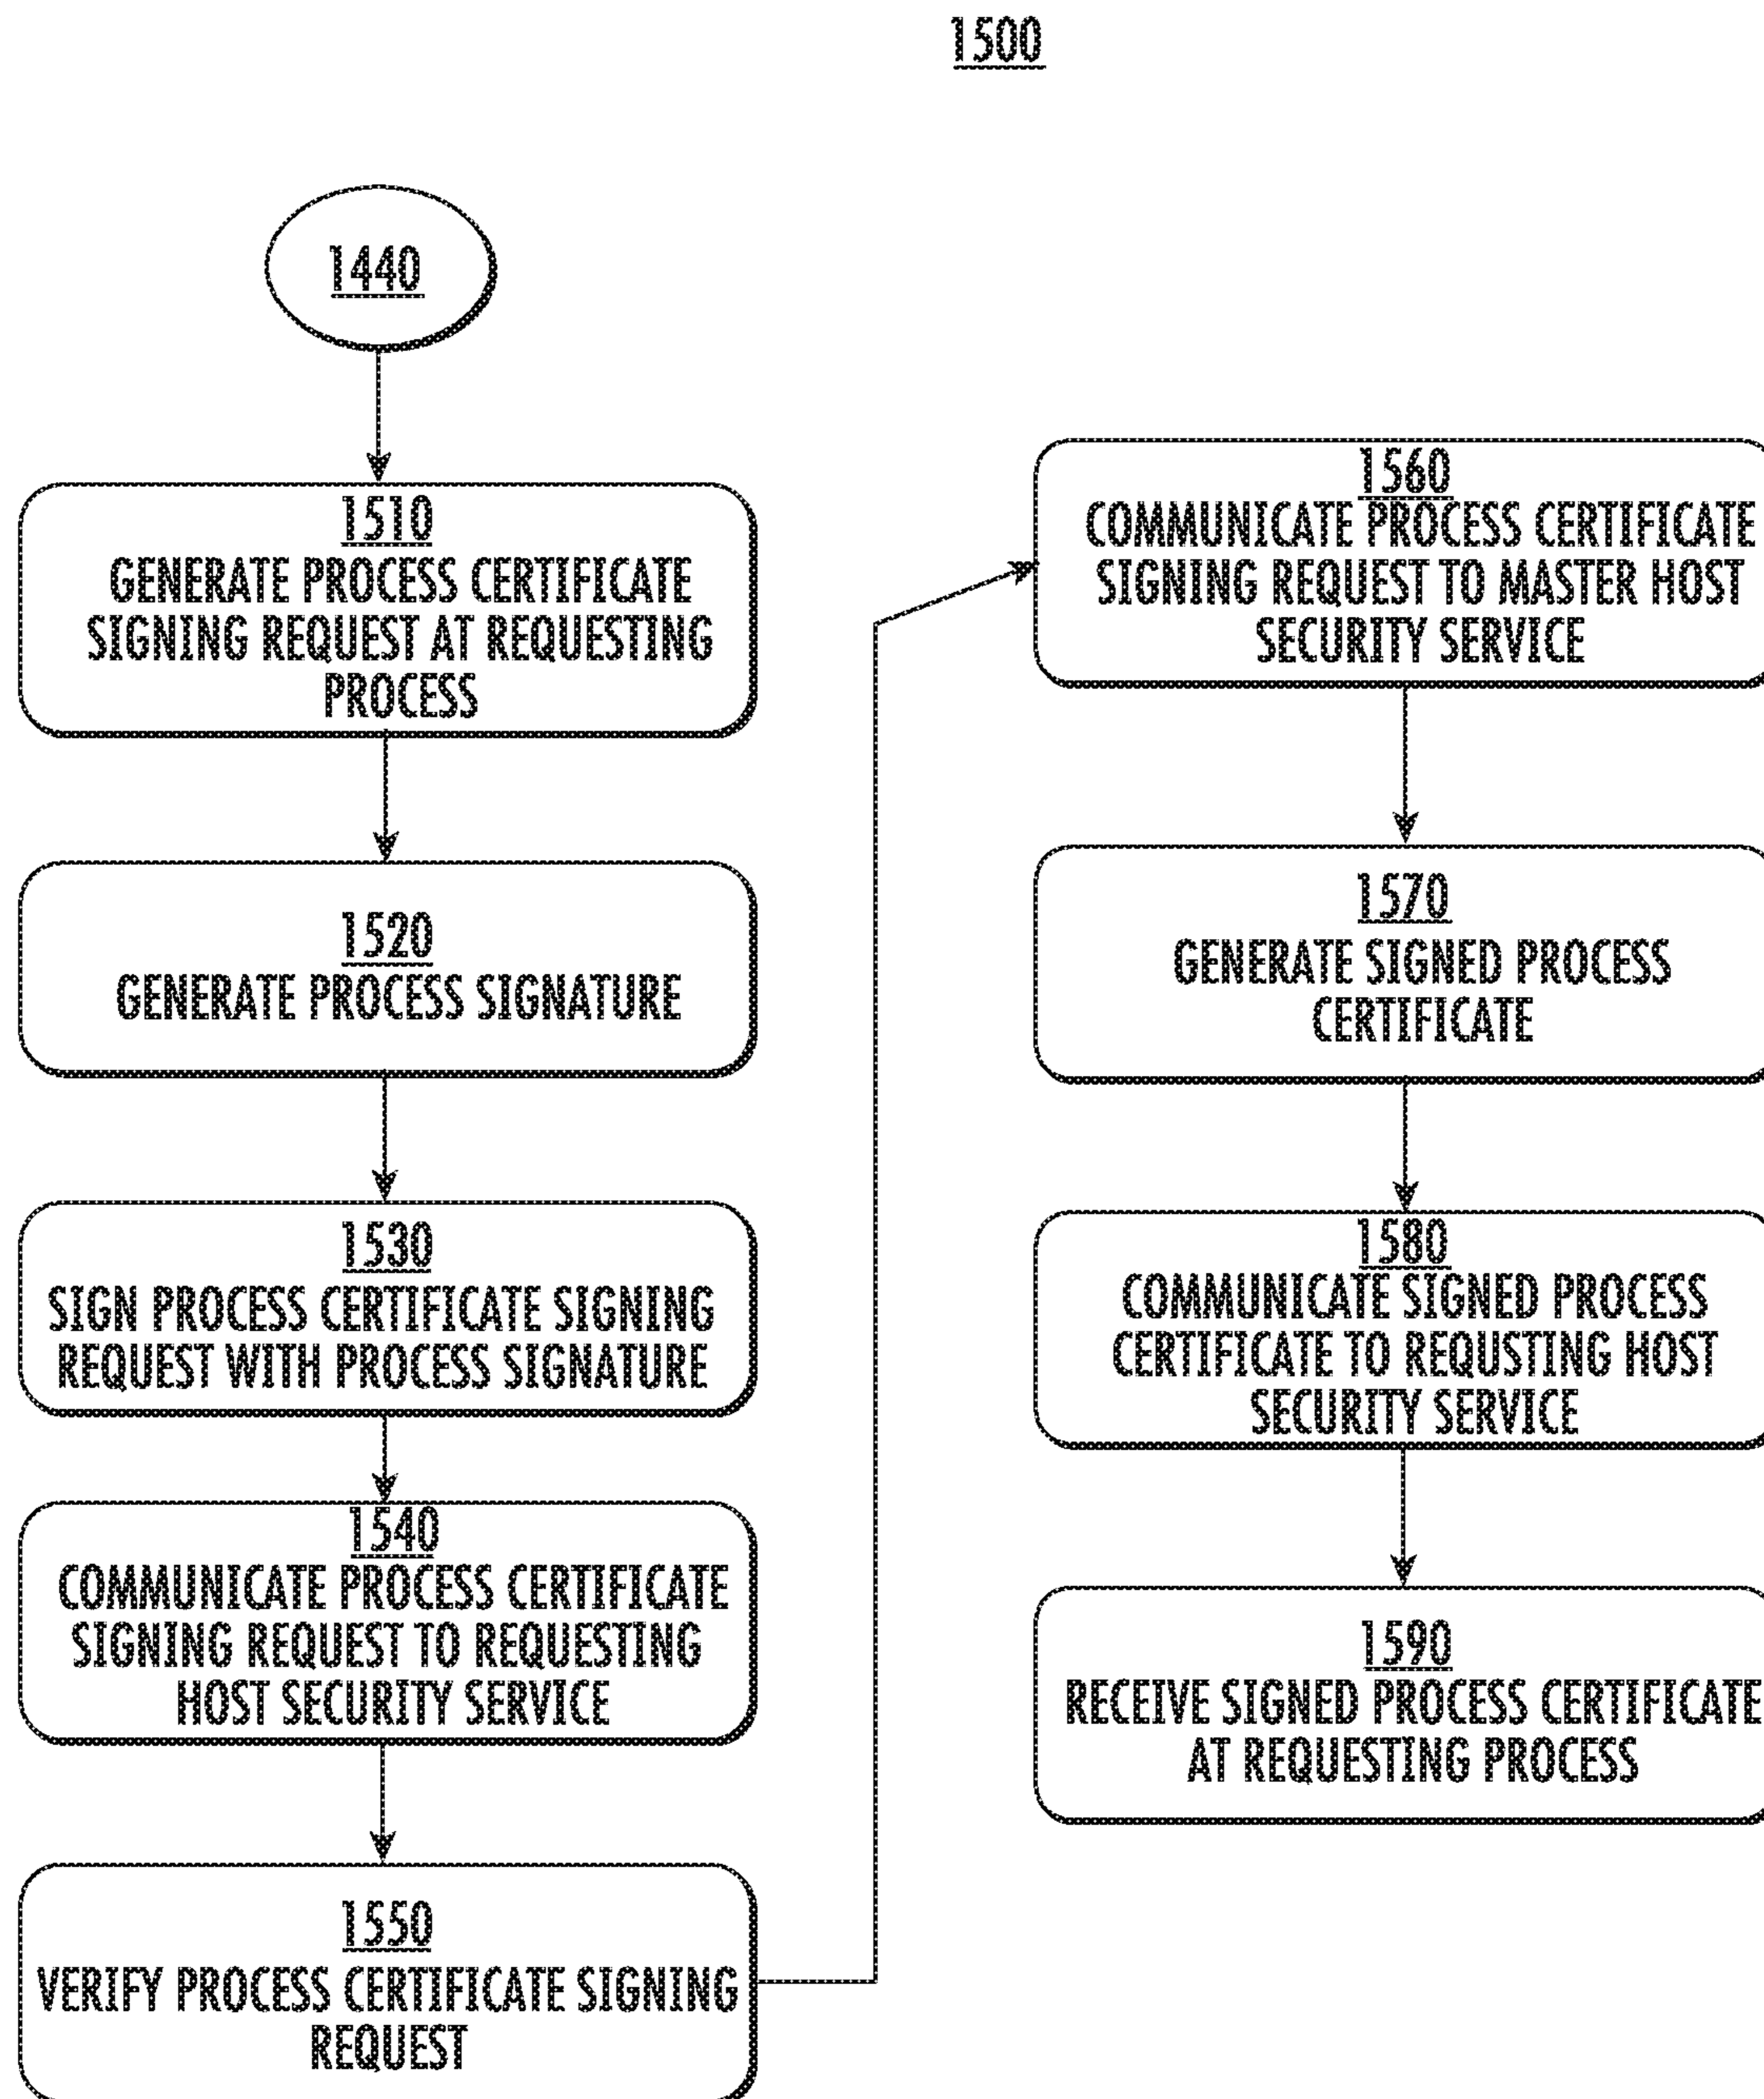 1500
1440
1510
GENERATE PROCESS CERTIFICATE
SIGNING REQUEST AT REQUESTING
PROCESS
1520
GENERATE PROCESS SIGNATURE
1530
SIGN PROCESS CERTIFICATE SIGNING
REQUEST WITH PROCESS SIGNATURE
1540
COMMUNICATE PROCESS CERTIFICATE
SIGNING REQUEST TO REQUESTING
HOST SECURITY SERVICE
1550
VERIFY PROCESS CERTIFICATE SIGNING
REQUEST
1560
COMMUNICATE PROCESS CERTIFICATE
SIGNING REQUEST TO MASTER HOST
SECURITY SERVICE
1570
GENERATE SIGNED PROCESS
CERTIFICATE
1580
COMMUNICATE SIGNED PROCESS
CERTIFICATE TO REQUSTING HOST
SECURITY SERVICE
1590
RECEIVE SIGNED PROCESS CERTIFICATE
AT REQUESTING PROCESS